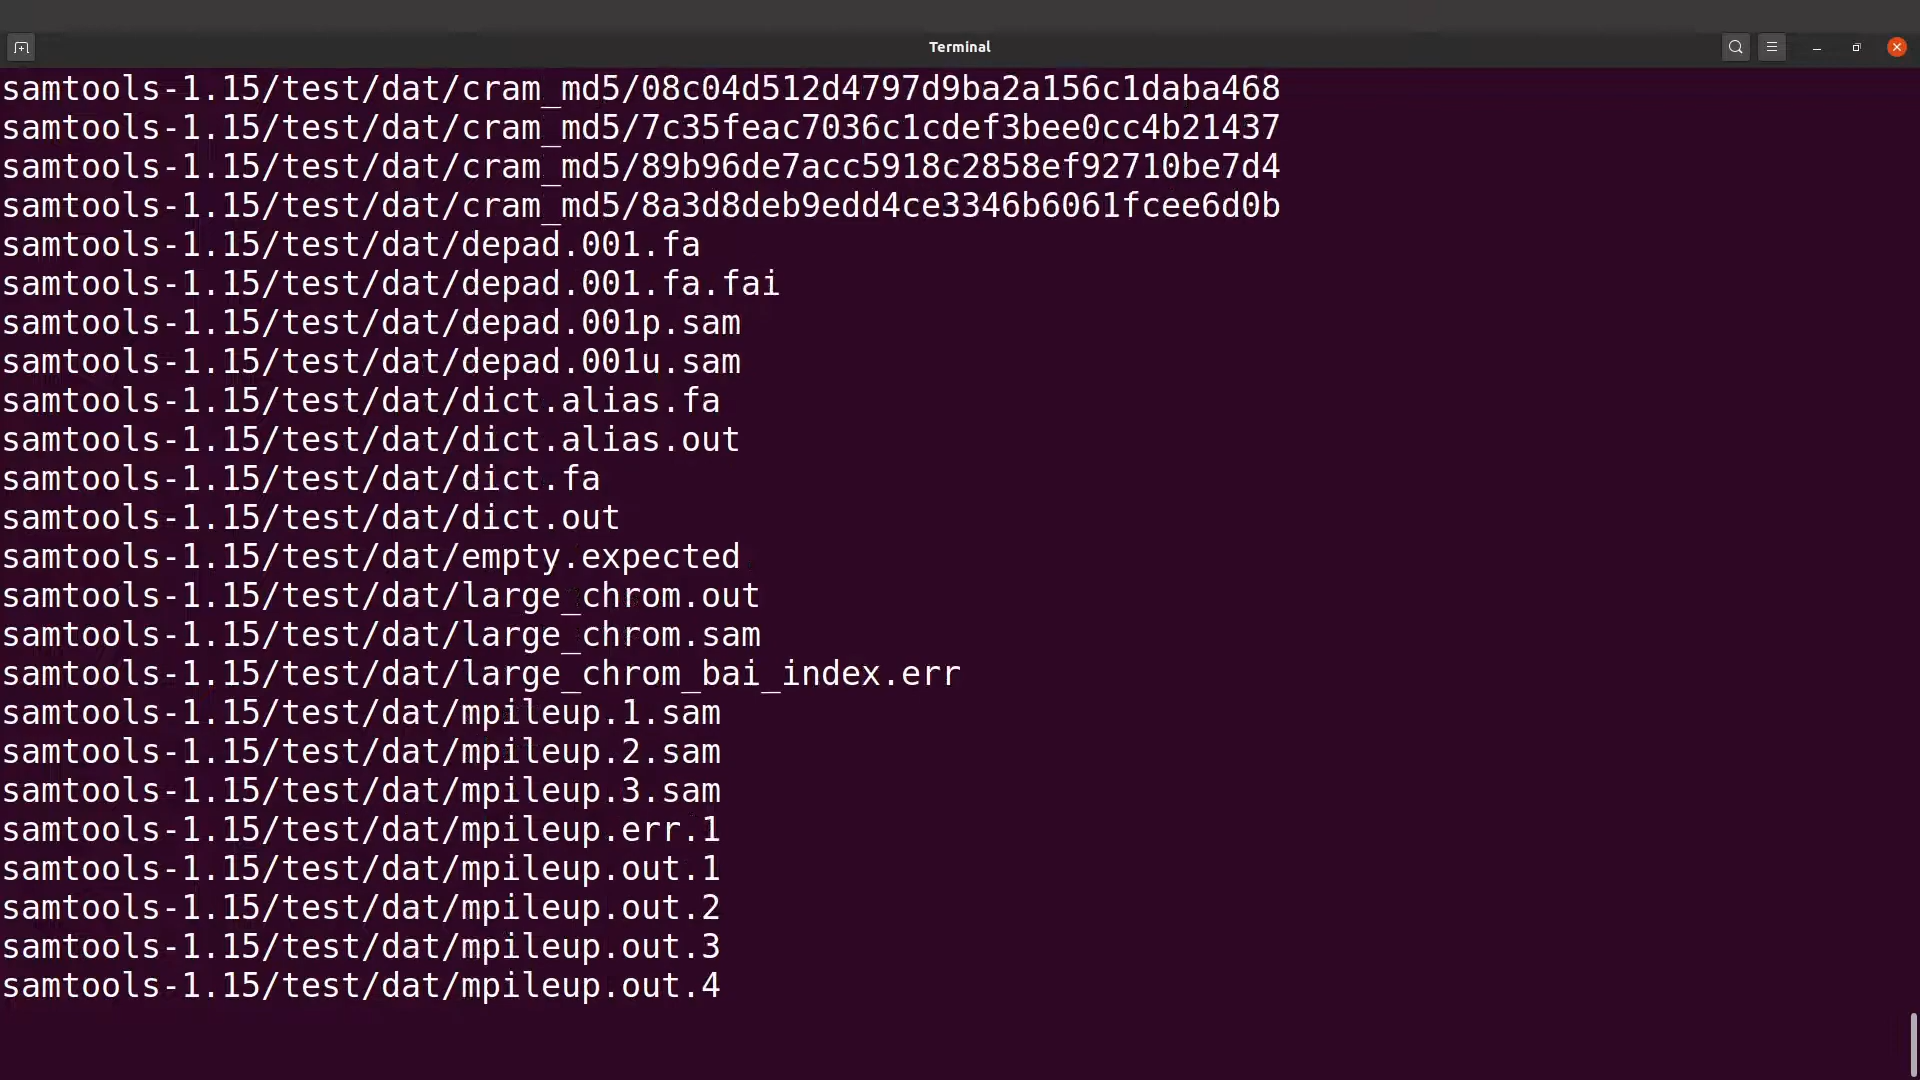 Terminal
samtools-1.15/test/dat/cram_md5/08c04d512d4797d9ba2a156c1daba468
samtools-1.15/test/dat/cram_md5/7c35feac7036c1cdef3bee0cc4b21437
samtools-1.15/test/dat/cram_md5/89b96de7acc5918c2858ef92710be7d4
samtools-1.15/test/dat/cram_md5/8a3d8deb9edd4ce3346b6061fcee6d0b
samtools-1.15/test/dat/depad.001.fa
samtools-1.15/test/dat/depad.001.fa.fai
samtools-1.15/test/dat/depad.001p.sam
samtools-1.15/test/dat/depad.001u.sam
samtools-1.15/test/dat/dict.alias.fa
samtools-1.15/test/dat/dict.alias.out
samtools-1.15/test/dat/dict.fa
samtools-1.15/test/dat/dict.out
samtools-1.15/test/dat/empty.expected
samtools-1.15/test/dat/large_chrom.out
samtools-1.15/test/dat/large_chrom.sam
samtools-1.15/test/dat/large_chrom_bai_index.err
samtools-1.15/test/dat/mpileup.1.sam
samtools-1.15/test/dat/mpileup.2.sam
samtools-1.15/test/dat/mpileup.3.sam
samtools-1.15/test/dat/mpileup.err.1
samtools-1.15/test/dat/mpileup.out.1
samtools-1.15/test/dat/mpileup.out.2
samtools-1.15/test/dat/mpileup.out.3
samtools-1.15/test/dat/mpileup.out.4